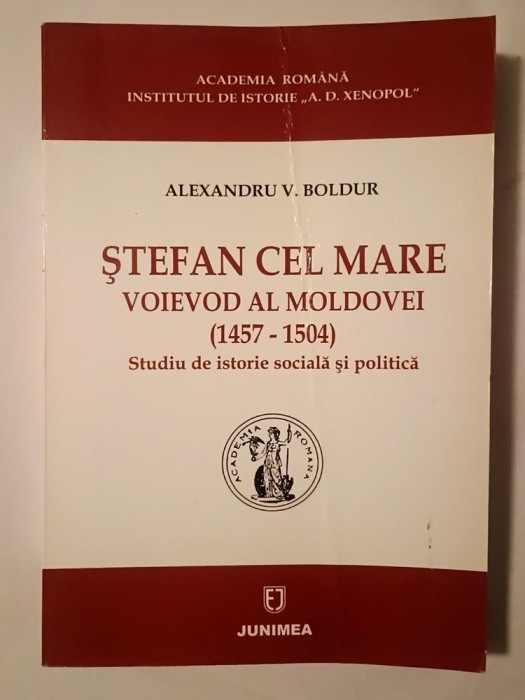 ACADEMIA ROMÂNĂ
INSTITUTUL DE ISTORIE „A. D. XENOPOL“
ALEXANDRU V. BOLDUR
ŞTEFAN CEL MARE
VOIEVOD AL MOLDOVEI
(1457 - 1504)
Studiu de istorie socială şi politică
ACADEMIA ROMANA
EJ
JUNIMEA